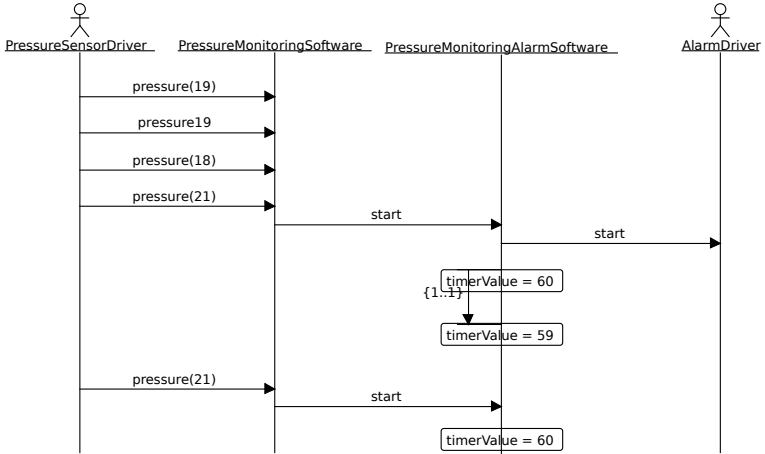 PressureSensorDriver
PressureMonitoringSoftware
PressureMonitoringAlarmSoftware
AlarmDriver
pressure(19)
pressure19
pressure(18)
pressure(21)
start
start
timerValue = 60
{1..1}
timerValue = 59
pressure(21)
start
timerValue = 60